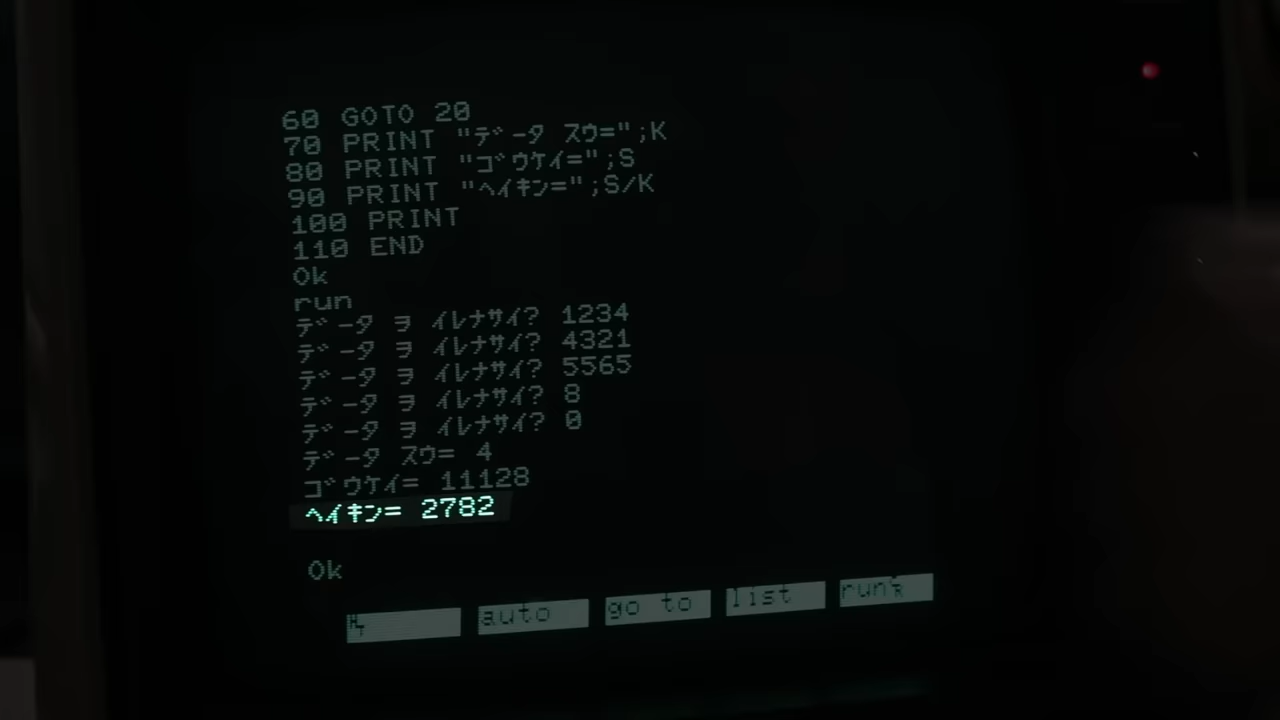 60 GOTO 20
70 PRINT "データ スウ=";K
80 PRINT "ゴウケイ=";S
90 PRINT "ヘイキン=";S/K
100 PRINT
110 END
Ok
run
データ ヲ イレナサイ? 1234
データ ヲ イレナサイ? 4321
データ ヲ イレナサイ? 5565
データ ヲ イレナサイ? 8
データ ヲ イレナサイ? 0
データ スウ= 4
ゴウケイ= 11128
ヘイキン= 2782
Ok
auto go to list run